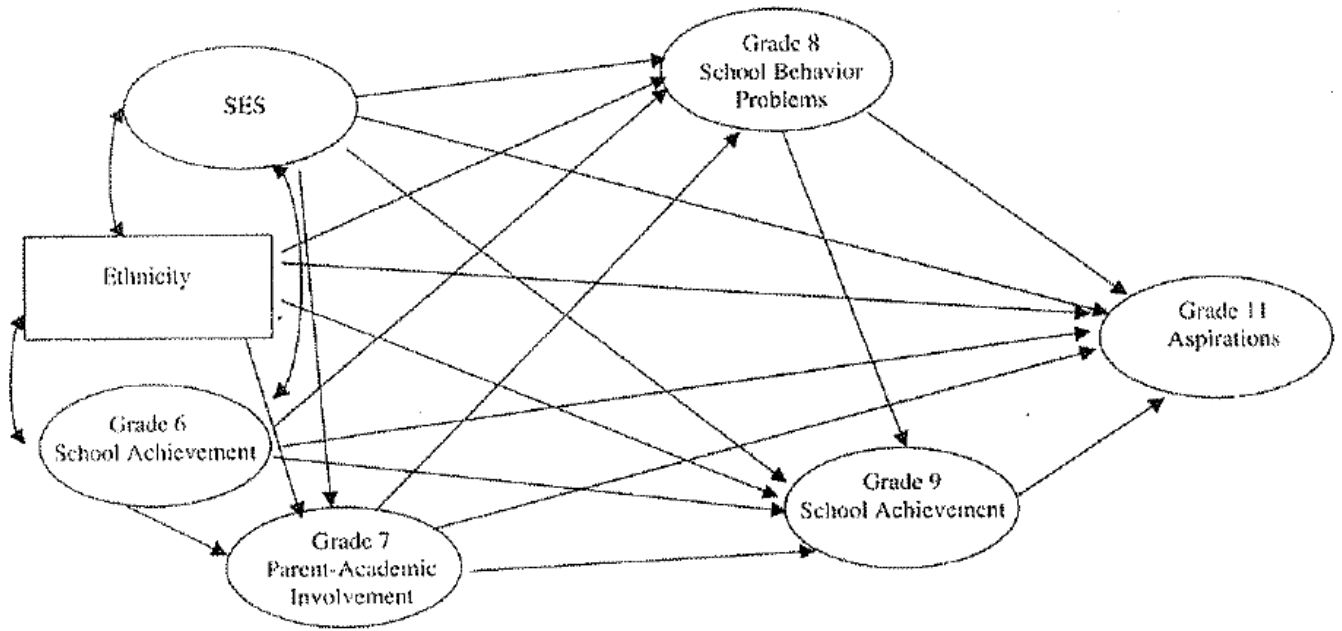 Grade 8
School Behavior
Problems
SES
Ethnicity
Grade 11
Aspirations
Grade 6
School Achievement
Grade 9
School Achievement
Grade 7
Parent-Academic
Involvement